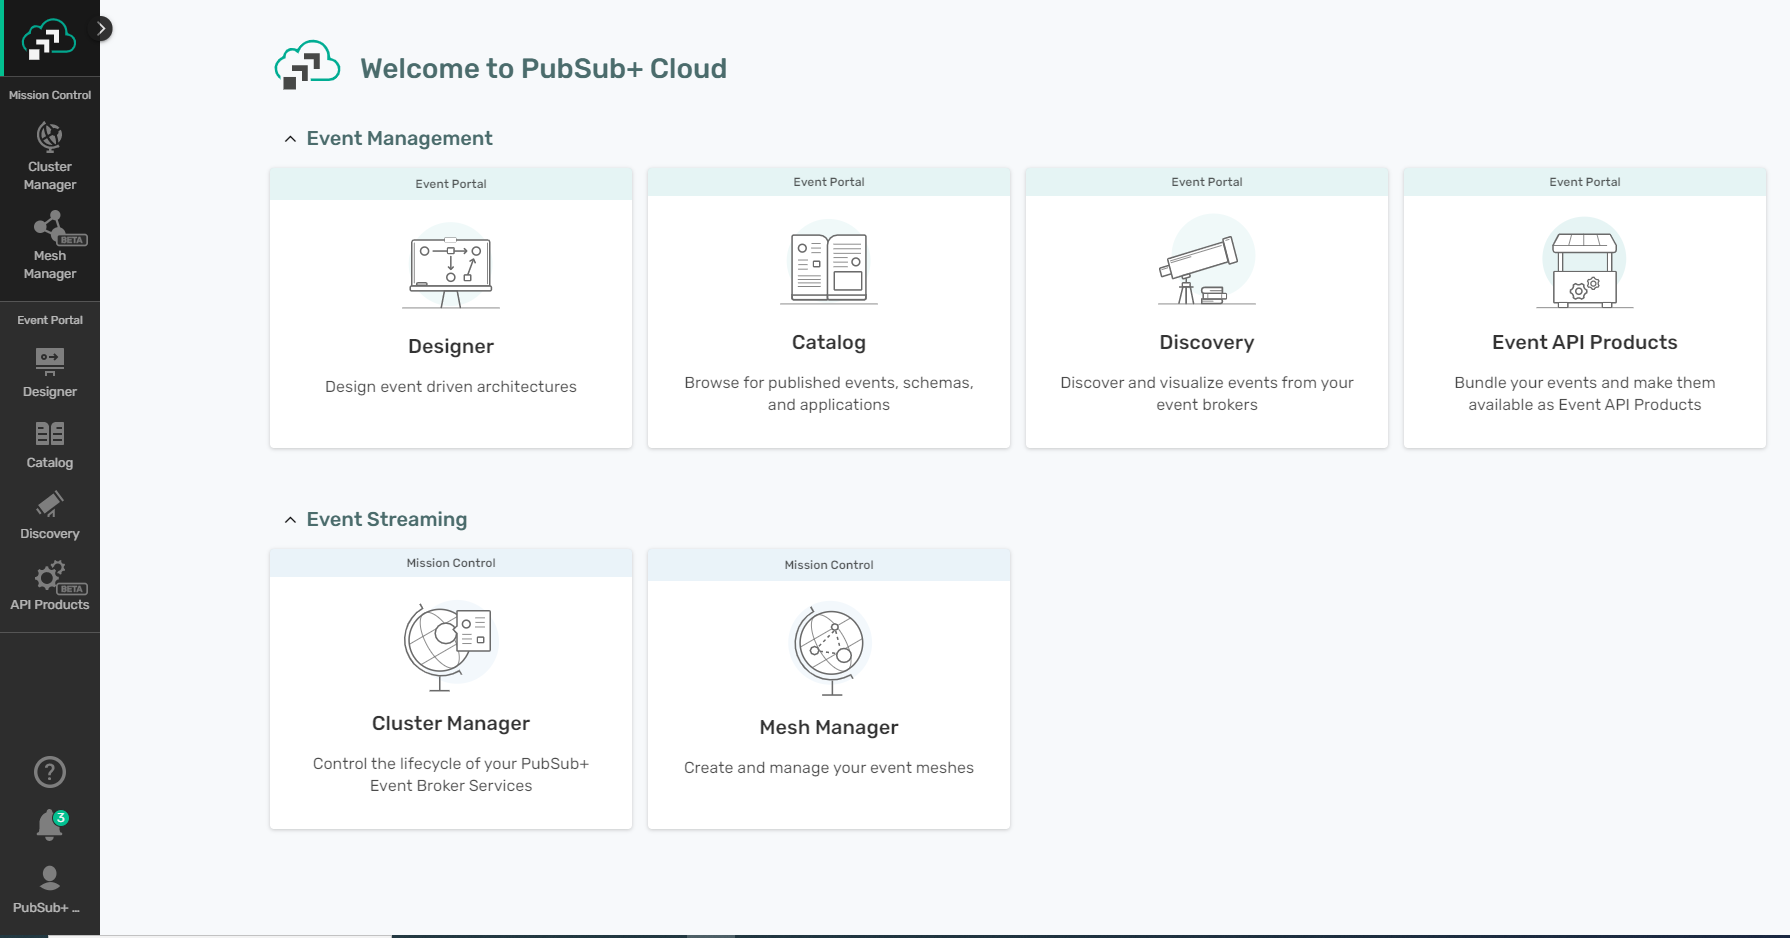 Mission Control
Cluster
Manager
BETA
Mesh
Manager
Event Portal
Designer
Catalog
Discovery
BETA
API Products
?
3
PubSub+ ...
Welcome to PubSub+ Cloud
Event Management
Event Portal
Designer
Design event driven architectures
Event Portal
Catalog
Browse for published events, schemas,
and applications
Event Portal
Discovery
Discover and visualize events from your
event brokers
Event Portal
Event API Products
Bundle your events and make them
available as Event API Products
Event Streaming
Mission Control
Cluster Manager
Control the lifecycle of your PubSub+
Event Broker Services
Mission Control
Mesh Manager
Create and manage your event meshes